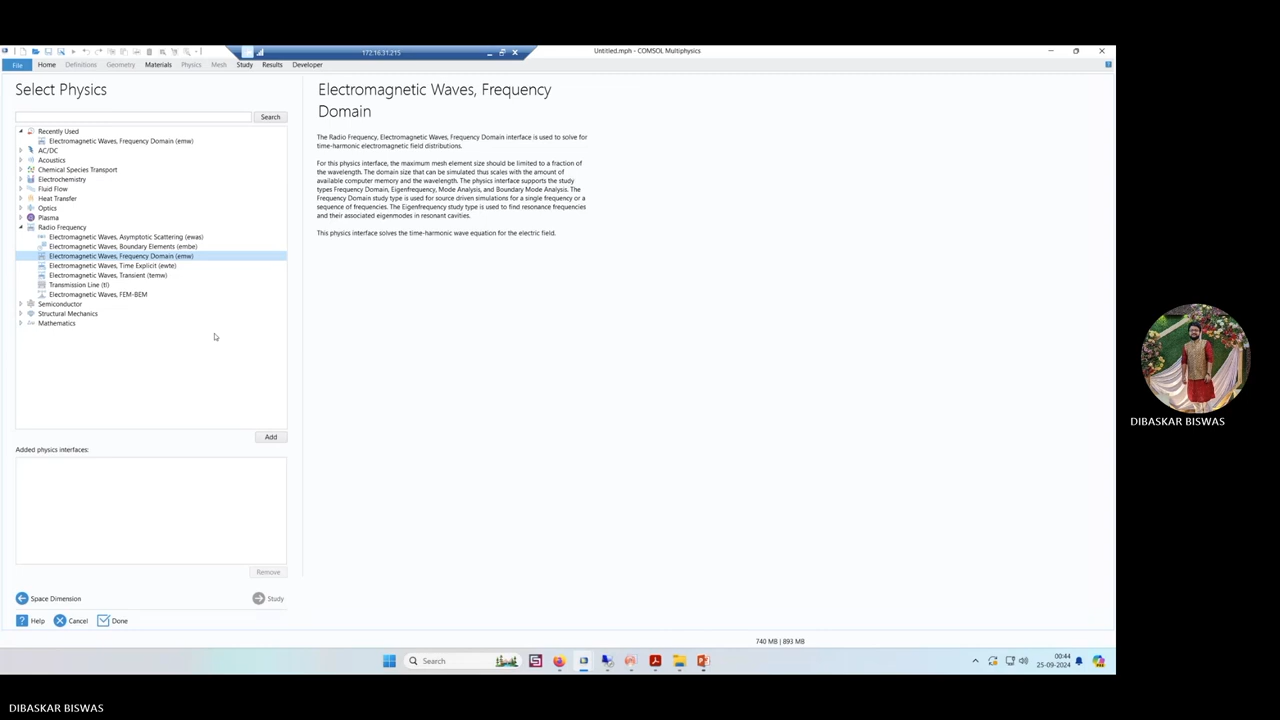 172.16.31.215
Untitled.mph - COMSOL Multiphysics
File Home Definitions Geometry Materials Physics Mesh Study Results Developer
Select Physics
Search
Recently Used
Electromagnetic Waves, Frequency Domain (emw)
AC/DC
Acoustics
Chemical Species Transport
Electrochemistry
Fluid Flow
Heat Transfer
Optics
Plasma
Radio Frequency
Electromagnetic Waves, Asymptotic Scattering (ewas)
Electromagnetic Waves, Boundary Elements (embe)
Electromagnetic Waves, Frequency Domain (emw)
Electromagnetic Waves, Time Explicit (ewte)
Electromagnetic Waves, Transient (temw)
Transmission Line (tl)
Electromagnetic Waves, FEM-BEM
Semiconductor
Structural Mechanics
Mathematics
Add
Added physics interfaces:
Remove
Space Dimension
Study
Help Cancel Done
Electromagnetic Waves, Frequency
Domain
The Radio Frequency, Electromagnetic Waves, Frequency Domain interface is used to solve for
time-harmonic electromagnetic field distributions.
For this physics interface, the maximum mesh element size should be limited to a fraction of
the wavelength. The domain size that can be simulated thus scales with the amount of
available computer memory and the wavelength. The physics interface supports the study
types Frequency Domain, Eigenfrequency, Mode Analysis, and Boundary Mode Analysis. The
Frequency Domain study type is used for source driven simulations for a single frequency or a
sequence of frequencies. The Eigenfrequency study type is used to find resonance frequencies
and their associated eigenmodes in resonant cavities.
This physics interface solves the time-harmonic wave equation for the electric field.
740 MB | 893 MB
Search
00:44
25-09-2024
DIBASKAR BISWAS
DIBASKAR BISWAS